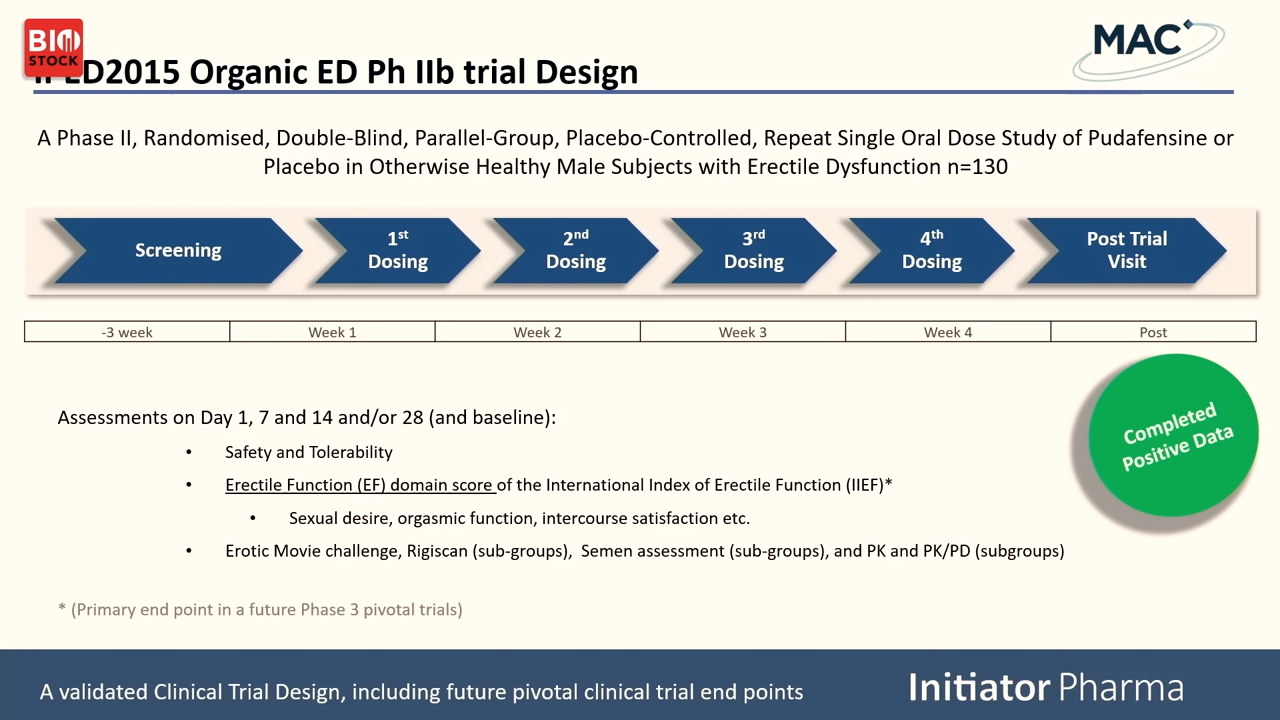 BIO
STOCK
MAC
ED2015 Organic ED Ph IIb trial Design
A Phase II, Randomised, Double-Blind, Parallel-Group, Placebo-Controlled, Repeat Single Oral Dose Study of Pudafensine or
Placebo in Otherwise Healthy Male Subjects with Erectile Dysfunction n=130
Screening
1st
Dosing
2nd
Dosing
3rd
Dosing
4th
Dosing
Post Trial
Visit
-3 week
Week 1
Week 2
Week 3
Week 4
Post
Completed
Positive Data
Assessments on Day 1, 7 and 14 and/or 28 (and baseline):
• Safety and Tolerability
• Erectile Function (EF) domain score of the International Index of Erectile Function (IIEF)*
• Sexual desire, orgasmic function, intercourse satisfaction etc.
• Erotic Movie challenge, Rigiscan (sub-groups), Semen assessment (sub-groups), and PK and PK/PD (subgroups)
* (Primary end point in a future Phase 3 pivotal trials)
A validated Clinical Trial Design, including future pivotal clinical trial end points
Initiator Pharma